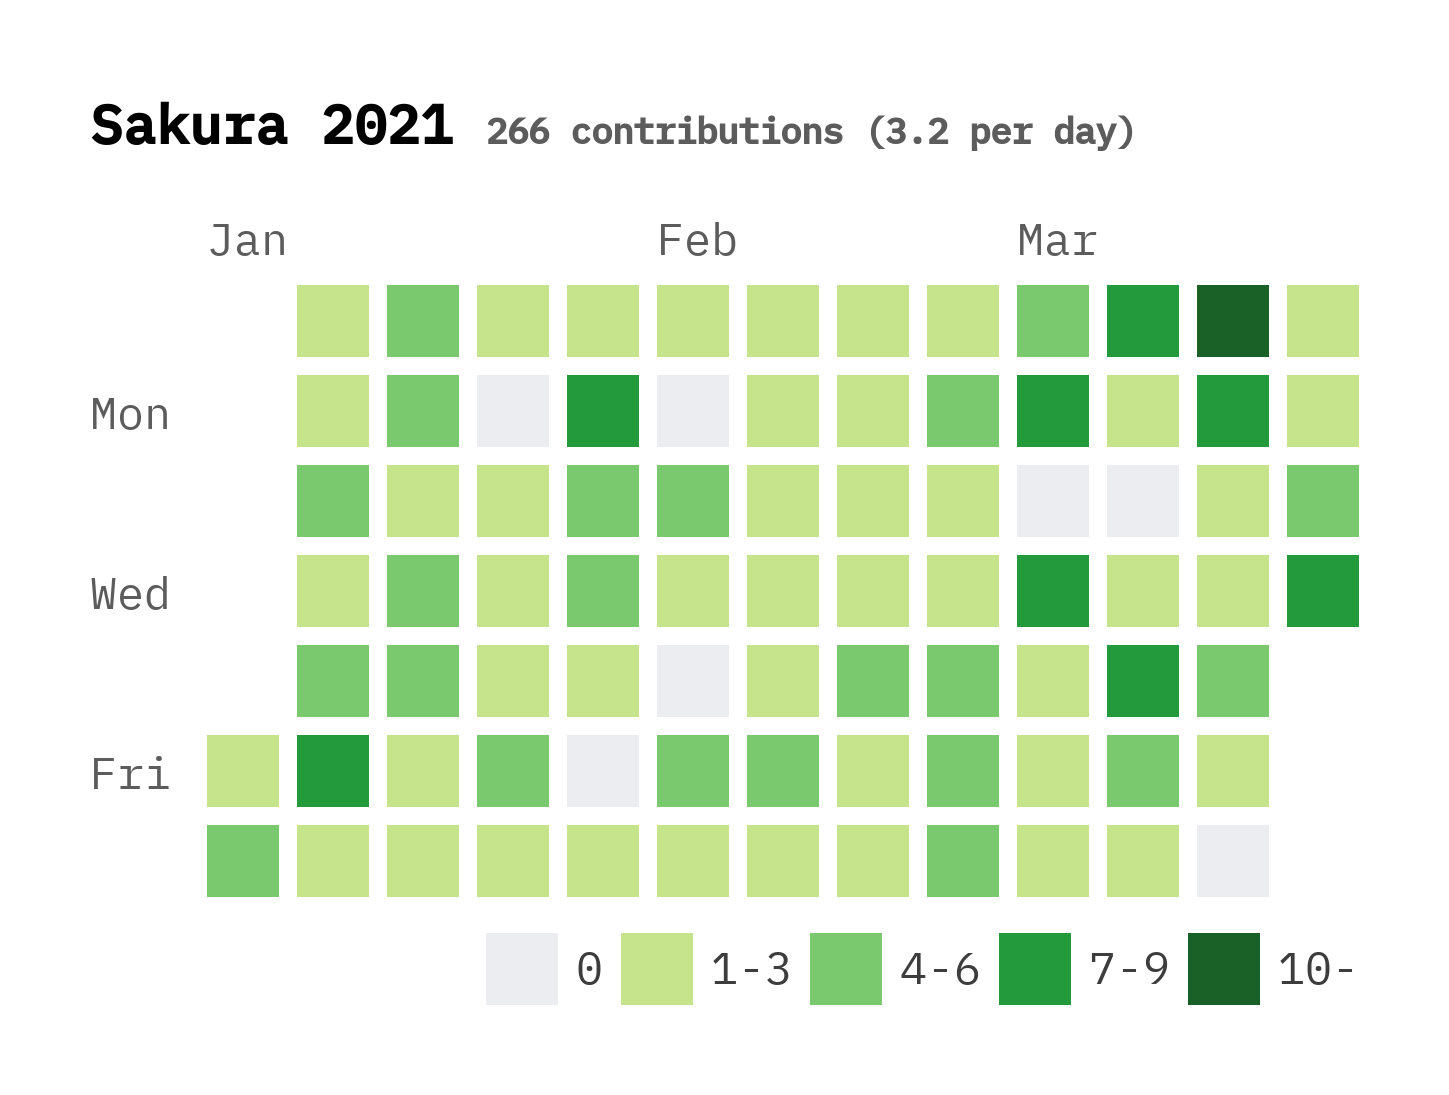 Sakura 2021 266 contributions (3.2 per day)
Jan Feb Mar
Mon
Wed
Fri
0 1-3 4-6 7-9 10-